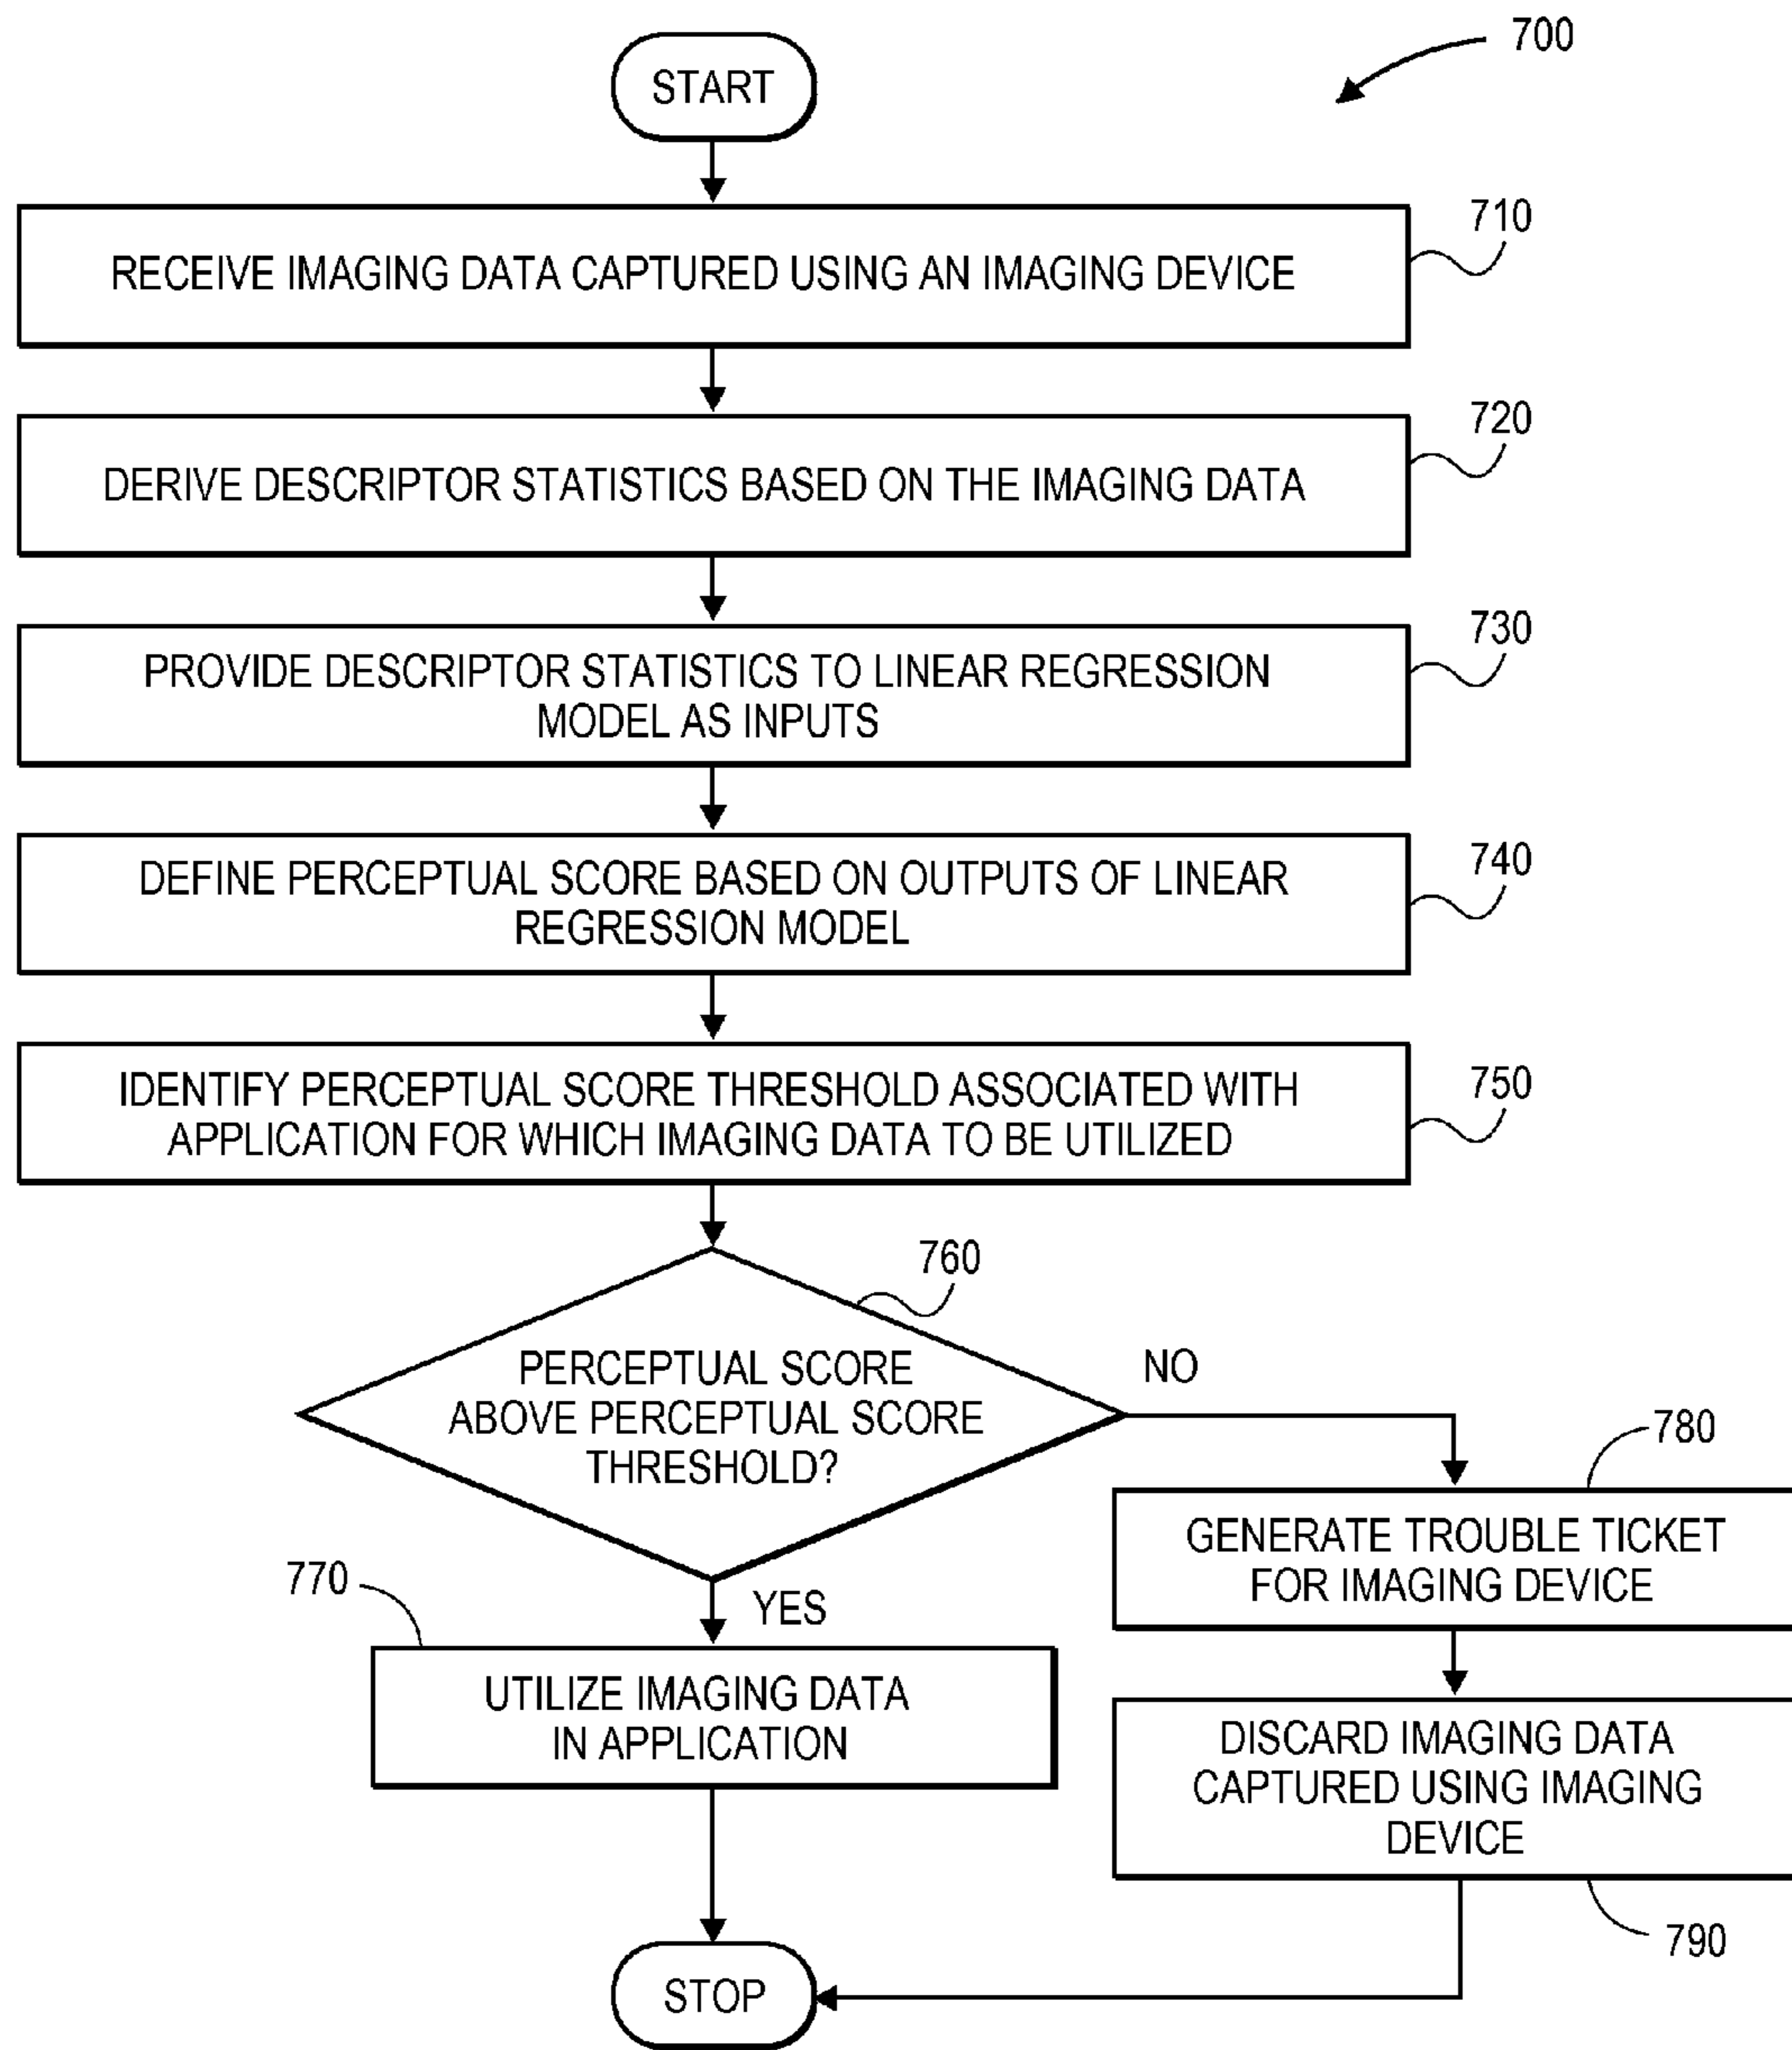 700
START
710
RECEIVE IMAGING DATA CAPTURED USING AN IMAGING DEVICE
720
DERIVE DESCRIPTOR STATISTICS BASED ON THE IMAGING DATA
730
PROVIDE DESCRIPTOR STATISTICS TO LINEAR REGRESSION
MODEL AS INPUTS
740
DEFINE PERCEPTUAL SCORE BASED ON OUTPUTS OF LINEAR
REGRESSION MODEL
750
IDENTIFY PERCEPTUAL SCORE THRESHOLD ASSOCIATED WITH
APPLICATION FOR WHICH IMAGING DATA TO BE UTILIZED
760
PERCEPTUAL SCORE
ABOVE PERCEPTUAL SCORE
THRESHOLD?
NO
YES
770
UTILIZE IMAGING DATA
IN APPLICATION
780
GENERATE TROUBLE TICKET
FOR IMAGING DEVICE
DISCARD IMAGING DATA
CAPTURED USING IMAGING
DEVICE
790
STOP